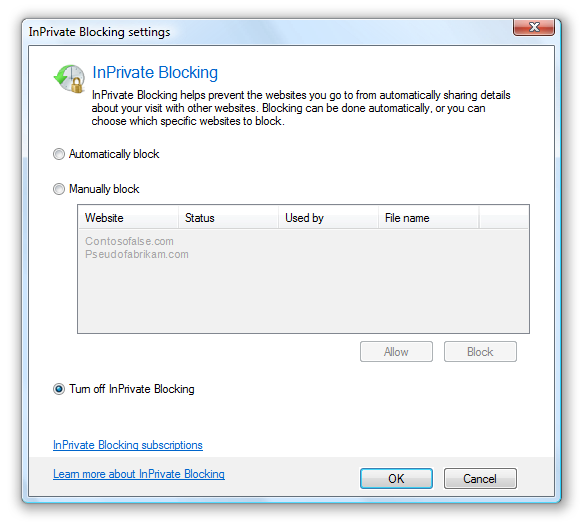 InPrivate Blocking settings
InPrivate Blocking
InPrivate Blocking helps prevent the websites you go to from automatically sharing details
about your visit with other websites. Blocking can be done automatically, or you can
choose which specific websites to block.
Automatically block
Manually block
Website Status Used by File name
Contosofalse.com
Pseudofabrikam.com
Allow Block
Turn off InPrivate Blocking
InPrivate Blocking subscriptions
Learn more about InPrivate Blocking
OK Cancel